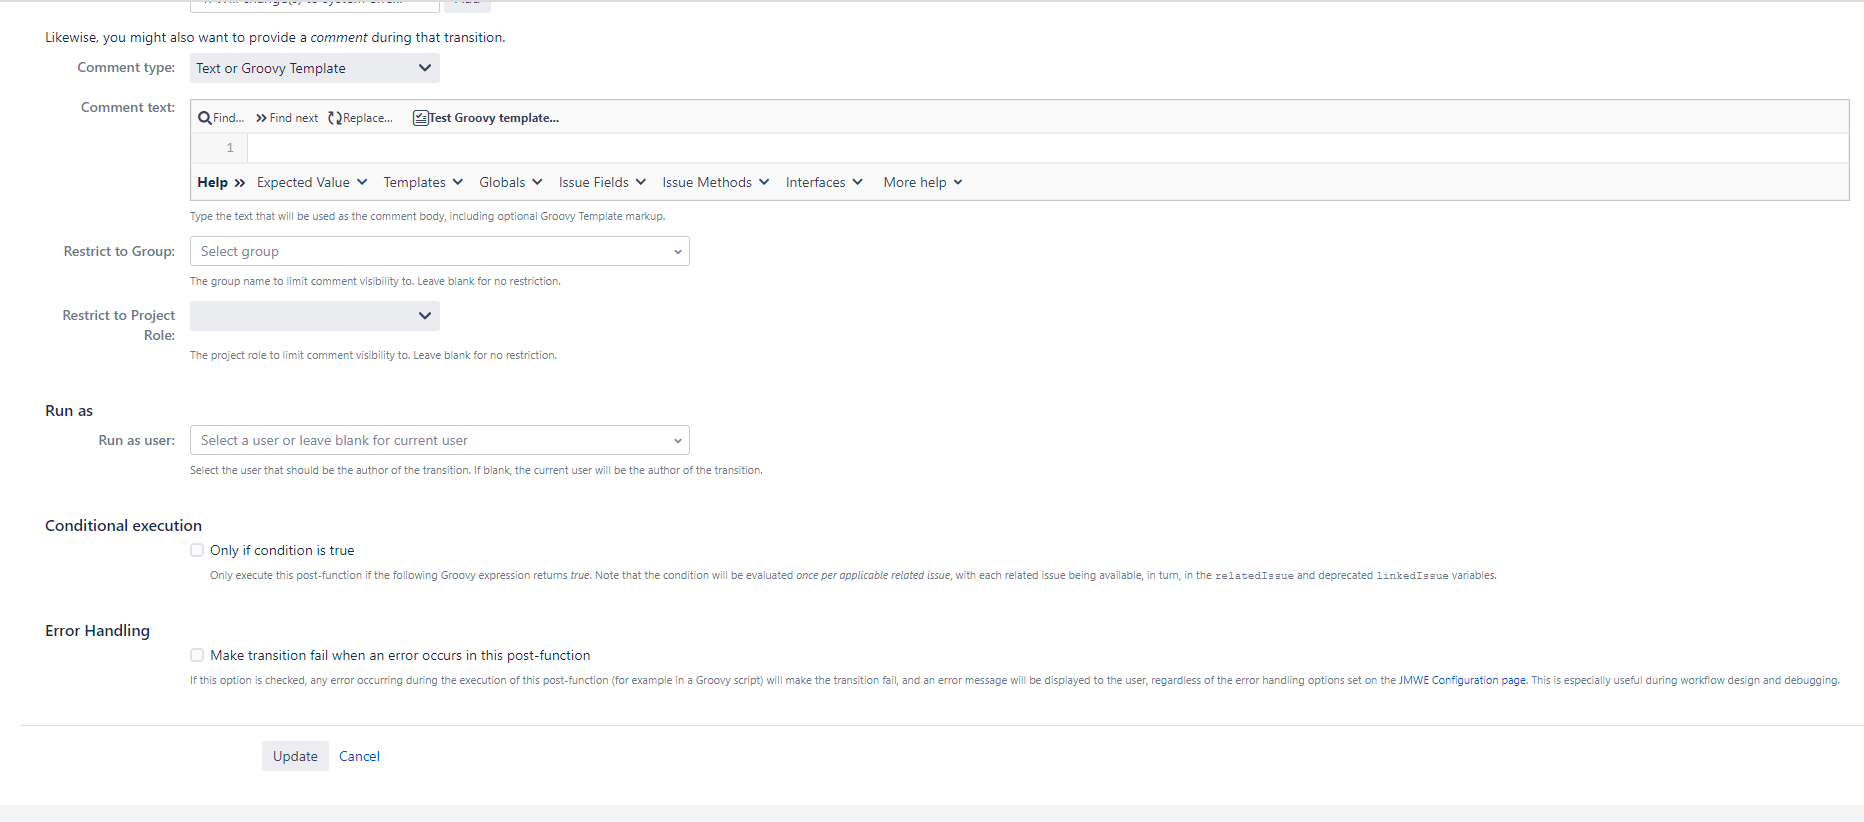 Likewise, you might also want to provide a comment during that transition.
Comment type: Text or Groovy Template
Comment text:
Find... Find next Replace... Test Groovy template...
1
Help Expected Value Templates Globals Issue Fields Issue Methods Interfaces More help
Type the text that will be used as the comment body, including optional Groovy Template markup.
Restrict to Group: Select group
The group name to limit comment visibility to. Leave blank for no restriction.
Restrict to Project
Role:
The project role to limit comment visibility to. Leave blank for no restriction.
Run as
Run as user: Select a user or leave blank for current user
Select the user that should be the author of the transition. If blank, the current user will be the author of the transition.
Conditional execution
Only if condition is true
Only execute this post-function if the following Groovy expression returns true. Note that the condition will be evaluated once per applicable related issue, with each related issue being available, in turn, in the relatedIssue and deprecated linkedIssue variables.
Error Handling
Make transition fail when an error occurs in this post-function
If this option is checked, any error occurring during the execution of this post-function (for example in a Groovy script) will make the transition fail, and an error message will be displayed to the user, regardless of the error handling options set on the JMWE Configuration page. This is especially useful during workflow design and debugging.
Update Cancel